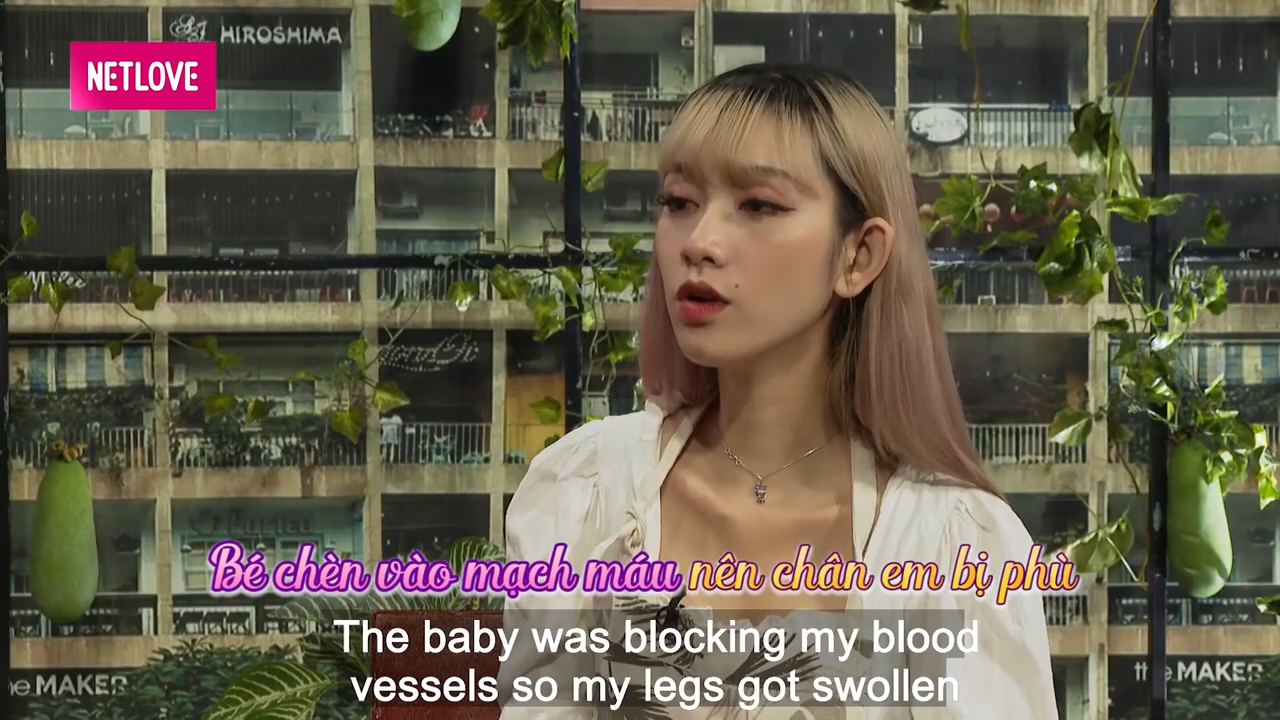 HIROSHIMA
NETLOVE
Bé chèn vào mạch máu nên chân em bị phù
The baby was blocking my blood
vessels so my legs got swollen
the MAKER